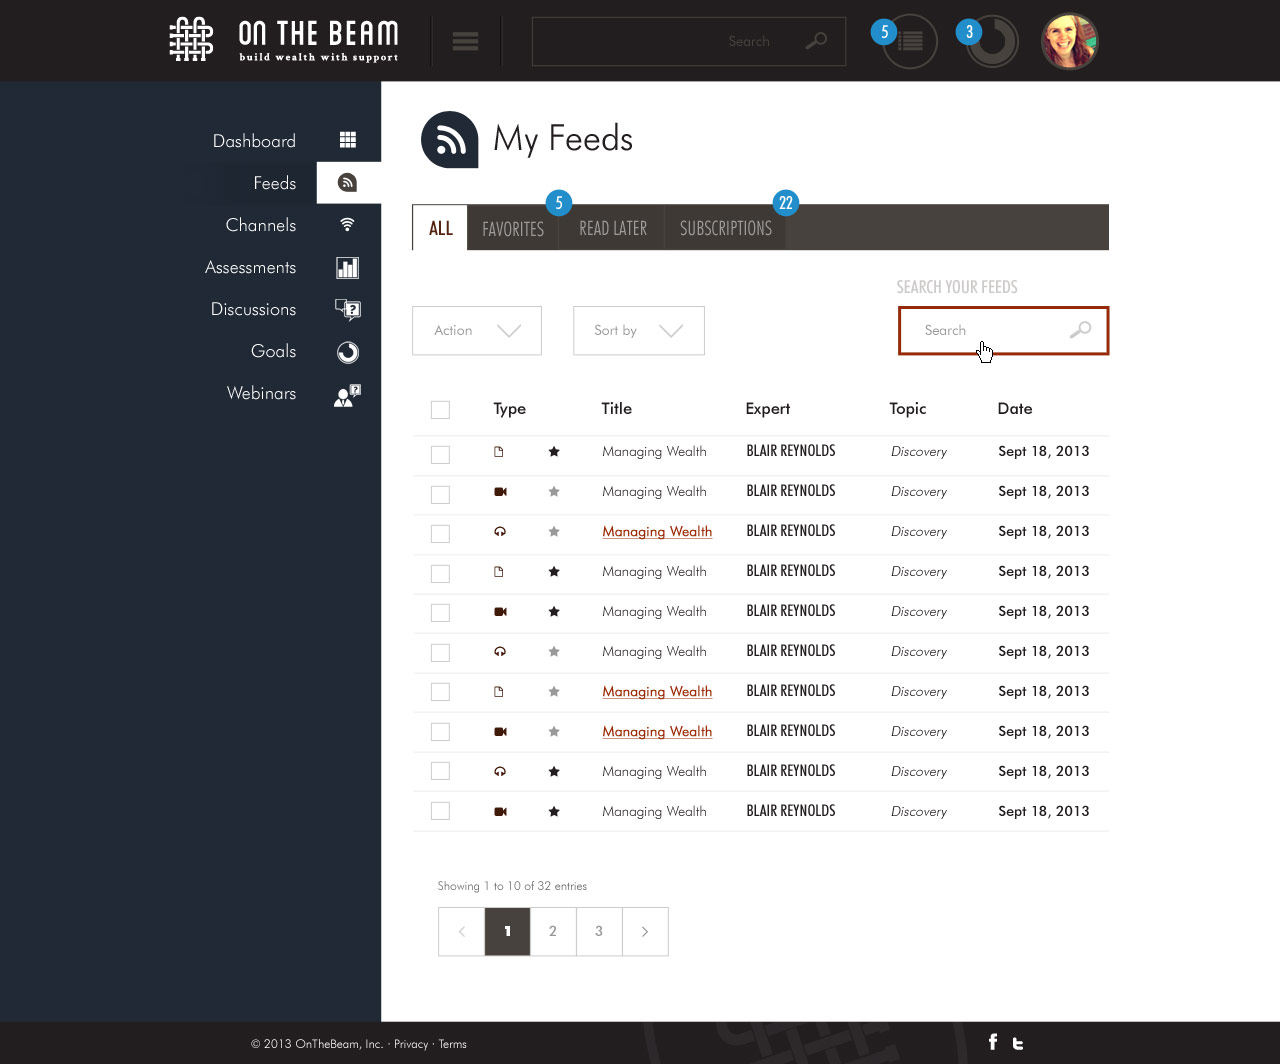 ON THE BEAM
build wealth with support
Search
5
3
Dashboard
Feeds
Channels
Assessments
Discussions
Goals
Webinars
My Feeds
ALL
FAVORITES
5
READ LATER
SUBSCRIPTIONS
22
SEARCH YOUR FEEDS
Action
Sort by
Search
Type Title Expert Topic Date
Managing Wealth BLAIR REYNOLDS Discovery Sept 18, 2013
Managing Wealth BLAIR REYNOLDS Discovery Sept 18, 2013
Managing Wealth BLAIR REYNOLDS Discovery Sept 18, 2013
Managing Wealth BLAIR REYNOLDS Discovery Sept 18, 2013
Managing Wealth BLAIR REYNOLDS Discovery Sept 18, 2013
Managing Wealth BLAIR REYNOLDS Discovery Sept 18, 2013
Managing Wealth BLAIR REYNOLDS Discovery Sept 18, 2013
Managing Wealth BLAIR REYNOLDS Discovery Sept 18, 2013
Managing Wealth BLAIR REYNOLDS Discovery Sept 18, 2013
Managing Wealth BLAIR REYNOLDS Discovery Sept 18, 2013
Showing 1 to 10 of 32 entries
< 1 2 3 >
© 2013 OnTheBeam, Inc. · Privacy · Terms